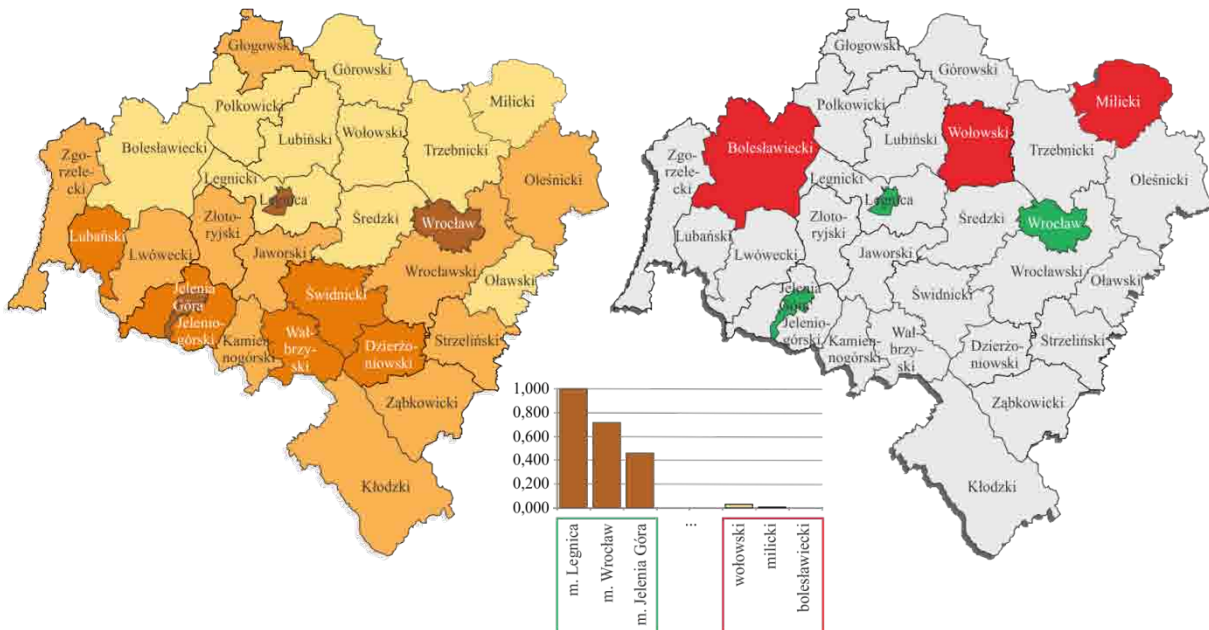 Głogowski
Górowski
Milicki
Polkowicki
Lubiński
Wołowski
Trzebnicki
Bolesławiecki
Zgo-
rzelec-
ki
Oleśnicki
Legnicki
Legnica
Złoto-
ryjski
Średzki
Wrocław
Lubański
Lwówecki
Jaworski
Wrocławski
Oławski
Jelenia
Góra
Jelenio-
górski
Świdnicki
Kamien-
nogórski
Wał-
brzy-
ski
Dzierżo-
niowski
Strzeliński
Ząbkowicki
Kłodzki
Głogowski
Górowski
Milicki
Polkowicki
Lubiński
Wołowski
Trzebnicki
Bolesławiecki
Zgo-
rzelec-
ki
Oleśnicki
Legnicki
Legnica
Złoto-
ryjski
Średzki
Wrocław
Lubański
Lwówecki
Jaworski
Wrocławski
Oławski
Jelenia
Góra
Jelenio-
górski
Świdnicki
Kamien-
nogórski
Wał-
brzy-
ski
Dzierżo-
niowski
Strzeliński
Ząbkowicki
Kłodzki
1,000
0,800
0,600
0,400
0,200
0,000
m. Legnica
m. Wrocław
m. Jelenia Góra
...
wołowski
milicki
bolesławiecki